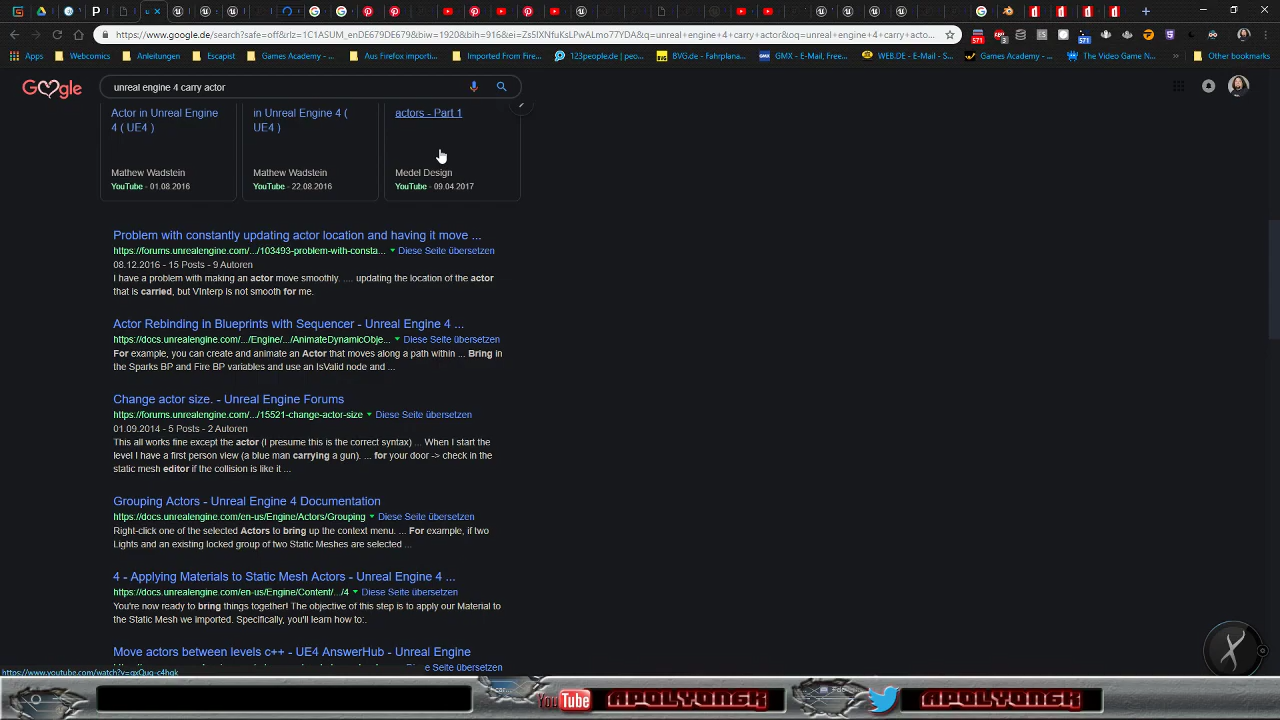 https://www.google.de/search?safe=off&rlz=1C1ASUM_enDE679DE679&biw=1920&bih=916&ei=
&q=unreal+engine+4+carry+actor&oq=unreal+engine+4+carry+acto...
Apps Webcomics Anleitungen Escapist Games Academy... Aus Firefox importi... Imported From Fire... 123people.de | peo... BVG.de - Fahrplana... GMX - E-Mail, Free... WEB.DE - E-Mail - S... Games Academy -... The Video Game N... Other bookmarks
Google
unreal engine 4 carry actor
Actor in Unreal Engine
4 ( UE4 )
Mathew Wadstein
YouTube - 01.08.2016
in Unreal Engine 4 (
UE4 )
Mathew Wadstein
YouTube - 22.08.2016
actors - Part 1
Medel Design
YouTube - 09.04.2017
Problem with constantly updating actor location and having it move ...
https://forums.unrealengine.com/.../103493-problem-with-consta... Diese Seite übersetzen
08.12.2016 - 15 Posts - 9 Autoren
I have a problem with making an actor move smoothly. .... updating the location of the actor
that is carried, but VInterp is not smooth for me.
Actor Rebinding in Blueprints with Sequencer - Unreal Engine 4 ...
https://docs.unrealengine.com/.../Engine/.../AnimateDynamicObje... Diese Seite übersetzen
For example, you can create and animate an Actor that moves along a path within ... Bring in
the Sparks BP and Fire BP variables and use an IsValid node and ...
Change actor size. - Unreal Engine Forums
https://forums.unrealengine.com/.../15521-change-actor-size Diese Seite übersetzen
01.09.2014 - 5 Posts - 2 Autoren
This all works fine except the actor (I presume this is the correct syntax) ... When I start the
level I have a first person view (a blue man carrying a gun). ... for your door -> check in the
static mesh editor if the collision is like it ...
Grouping Actors - Unreal Engine 4 Documentation
https://docs.unrealengine.com/en-us/Engine/Actors/Grouping Diese Seite übersetzen
Right-click one of the selected Actors to bring up the context menu. ... For example, if two
Lights and an existing locked group of two Static Meshes are selected ...
4 - Applying Materials to Static Mesh Actors - Unreal Engine 4 ...
https://docs.unrealengine.com/en-us/Engine/Content/.../4 Diese Seite übersetzen
You're now ready to bring things together! The objective of this step is to apply our Material to
the Static Mesh we imported. Specifically, you'll learn how to:.
Move actors between levels c++ - UE4 AnswerHub - Unreal Engine
Diese Seite übersetzen
YouTube APOLYONGK APOLYONGK